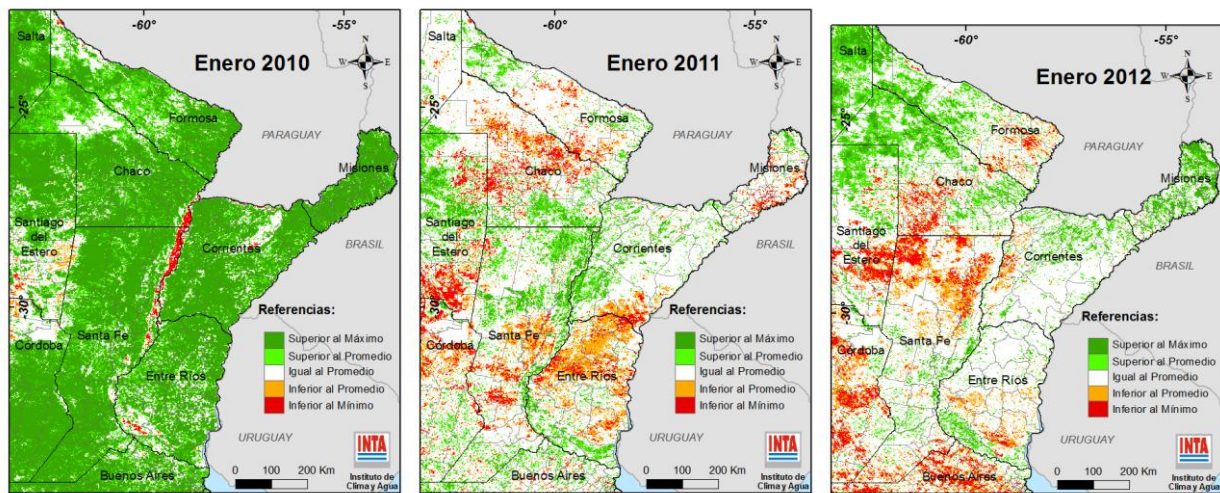 -60° -55°
Salta
Enero 2010
N
W E
S
-25°
Formosa
PARAGUAY
Misiones
Chaco
Santiago
del
Estero
Corrientes
BRASIL
-30°
Referencias:
Santa Fe
Superior al Máximo
Córdoba
Superior al Promedio
Igual al Promedio
Entre Ríos
Inferior al Promedio
Inferior al Mínimo
URUGUAY
INTA
Buenos Aires
0 100 200 Km
Instituto de
Clima y Agua
-60° -55°
Salta
Enero 2011
N
W E
S
-25°
Formosa
PARAGUAY
Misiones
Chaco
Santiago
del
Estero
Corrientes
BRASIL
-30°
Referencias:
Santa Fe
Superior al Máximo
Córdoba
Superior al Promedio
Igual al Promedio
Entre Ríos
Inferior al Promedio
Inferior al Mínimo
URUGUAY
INTA
Buenos Aires
0 100 200 Km
Instituto de
Clima y Agua
-60° -55°
Salta
Enero 2012
N
W E
S
-25°
Formosa
PARAGUAY
Misiones
Chaco
Santiago
del
Estero
Corrientes
BRASIL
-30°
Referencias:
Santa Fe
Superior al Máximo
Córdoba
Superior al Promedio
Igual al Promedio
Entre Ríos
Inferior al Promedio
Inferior al Mínimo
URUGUAY
INTA
Buenos Aires
0 100 200 Km
Instituto de
Clima y Agua